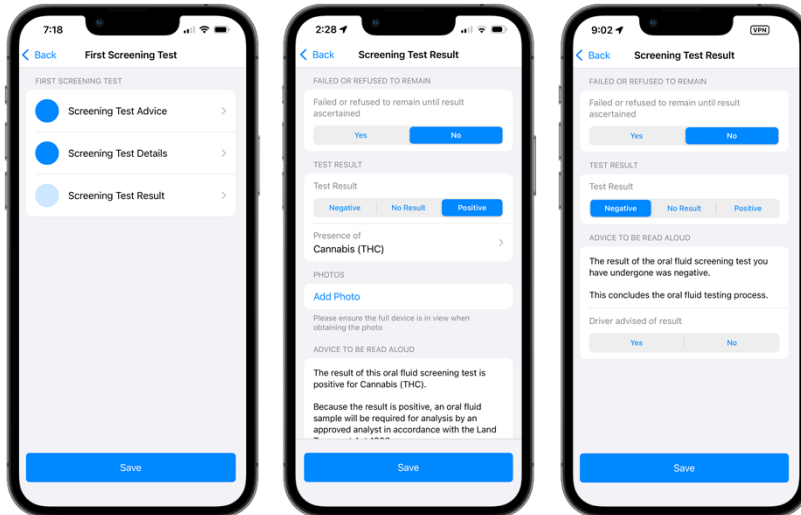 7:18
Back First Screening Test
FIRST SCREENING TEST
Screening Test Advice
Screening Test Details
Screening Test Result
Save
2:28
Back Screening Test Result
FAILED OR REFUSED TO REMAIN
Failed or refused to remain until result
ascertained
Yes No
TEST RESULT
Test Result
Negative No Result Positive
Presence of
Cannabis (THC)
PHOTOS
Add Photo
Please ensure the full device is in view when
obtaining the photo
ADVICE TO BE READ ALOUD
The result of this oral fluid screening test is
positive for Cannabis (THC).
Because the result is positive, an oral fluid
sample will be required for analysis by an
approved analyst in accordance with the Land
Save
9:02 VPN
Back Screening Test Result
FAILED OR REFUSED TO REMAIN
Failed or refused to remain until result
ascertained
Yes No
TEST RESULT
Test Result
Negative No Result Positive
ADVICE TO BE READ ALOUD
The result of the oral fluid screening test you
have undergone was negative.
This concludes the oral fluid testing process.
Driver advised of result
Yes No
Save